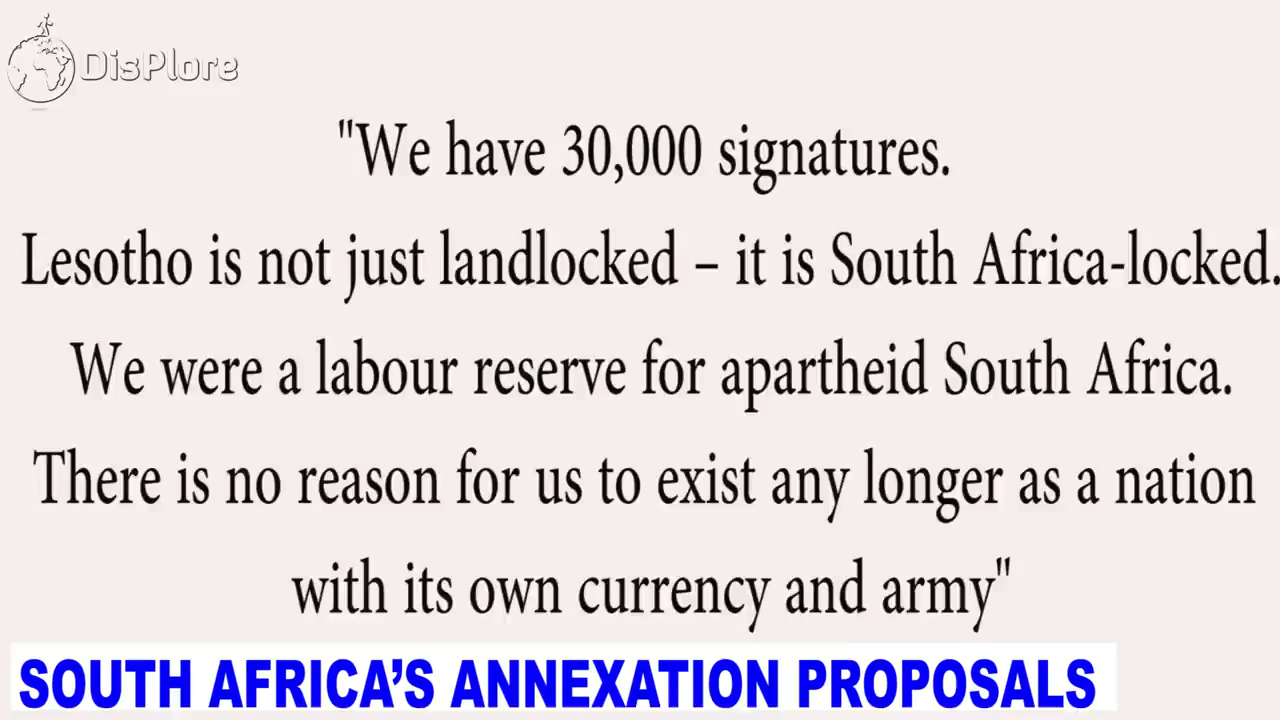 DisPlore
"We have 30,000 signatures.
Lesotho is not just landlocked – it is South Africa-locked.
We were a labour reserve for apartheid South Africa.
There is no reason for us to exist any longer as a nation
with its own currency and army"
SOUTH AFRICA’S ANNEXATION PROPOSALS